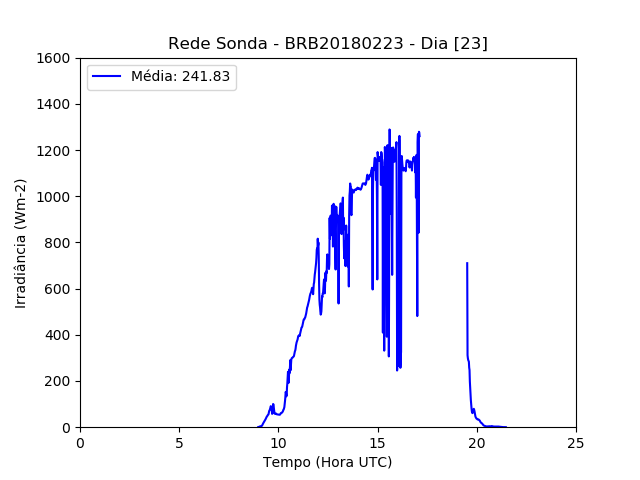 Rede Sonda - BRB20180223 - Dia [23]
Média: 241.83
Irradiância (Wm-2)
1600
1400
1200
1000
800
600
400
200
0
0 5 10 15 20 25
Tempo (Hora UTC)